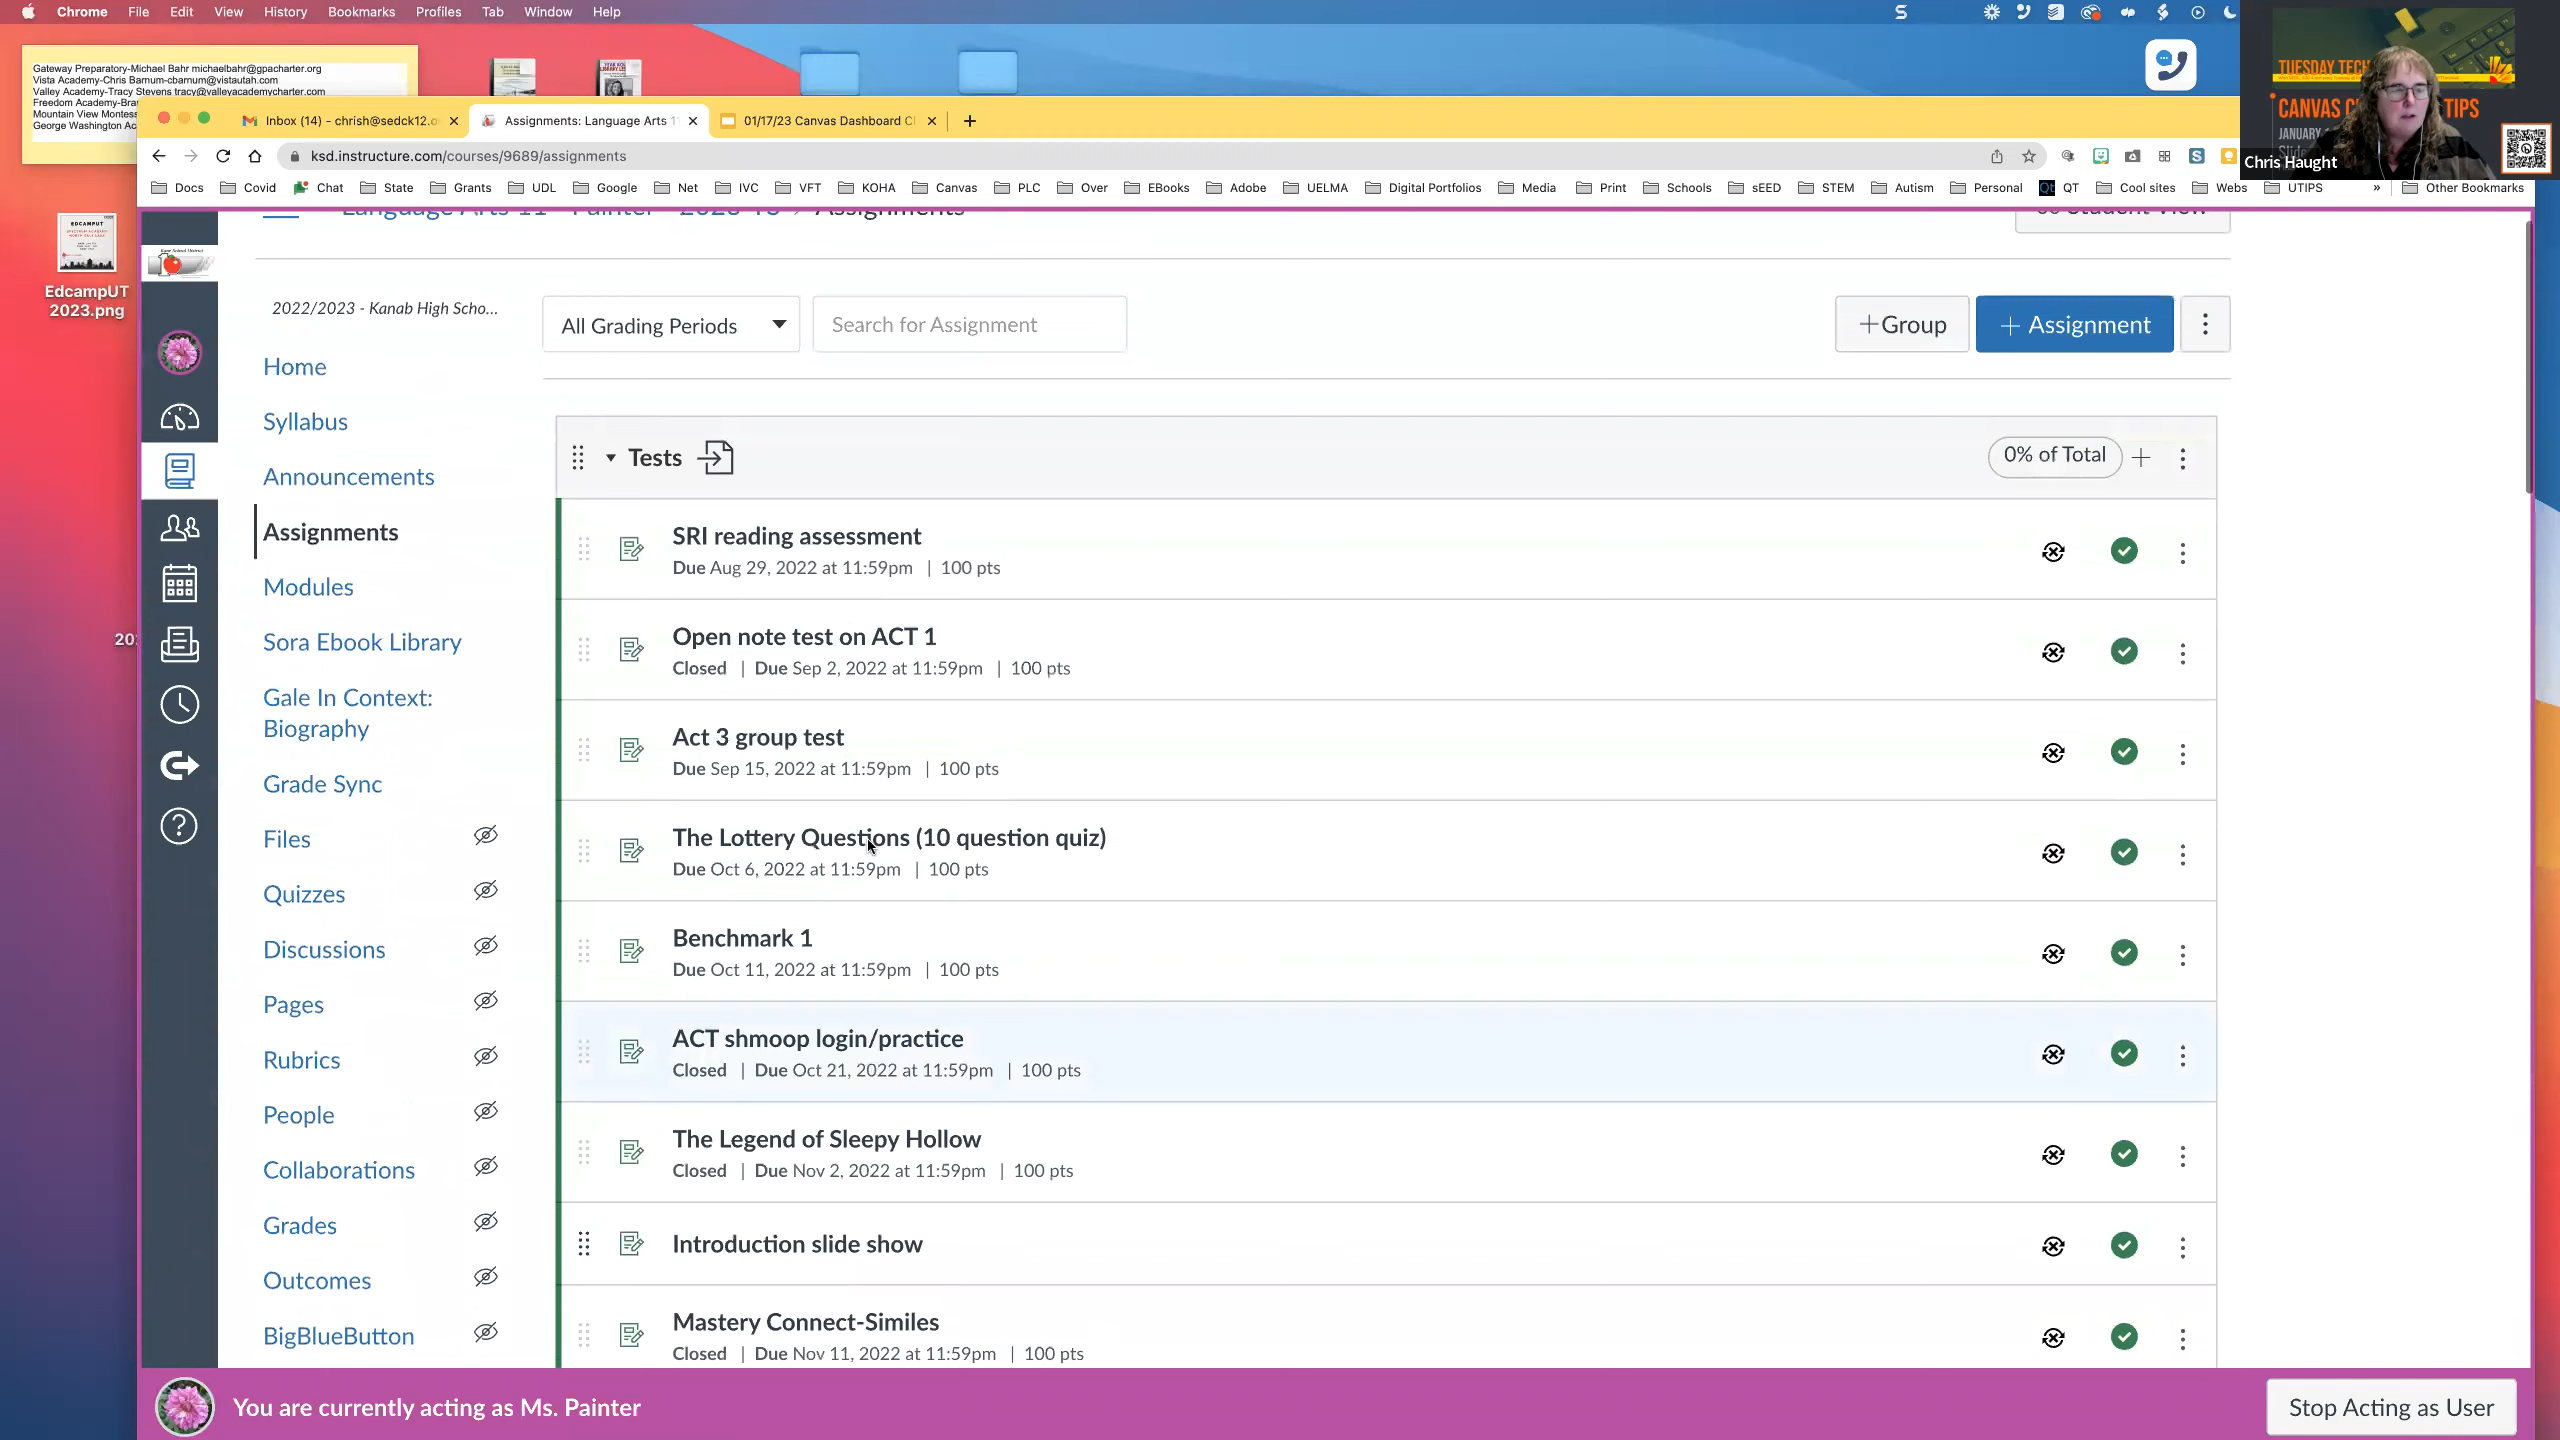 Chrome File Edit View History Bookmarks Profiles Tab Window Help
Gateway Preparatory-Michael Bahr michaelbahr@gpacharter.org
Vista Academy-Chris Barnum-cbarnum@vistautah.com
Valley Academy-Tracy Stevens tracy@valleyacademycharter.com
Freedom Academy-Bra
Mountain View Montess
George Washington Ac
TUESDAY TECH
CANVAS C TIPS
JANUARY
Chris Haught
Inbox (14) - chrish@sedck12.o
Assignments: Language Arts 1
01/17/23 Canvas Dashboard C
ksd.instructure.com/courses/9689/assignments
Docs Covid Chat State Grants UDL Google Net IVC VFT KOHA Canvas PLC Over EBooks Adobe UELMA Digital Portfolios Media Print Schools sEED STEM Autism Personal QT Cool sites Webs UTIPS » Other Bookmarks
EDCAMPUT
EdcampUT
2023.png
Assignments
Student View
2022/2023 - Kanab High Scho...
All Grading Periods
Search for Assignment
+Group
+ Assignment
Home
Syllabus
Announcements
Assignments
Modules
Sora Ebook Library
Gale In Context:
Biography
Grade Sync
Files
Quizzes
Discussions
Pages
Rubrics
People
Collaborations
Grades
Outcomes
BigBlueButton
Tests
0% of Total
SRI reading assessment
Due Aug 29, 2022 at 11:59pm | 100 pts
Open note test on ACT 1
Closed | Due Sep 2, 2022 at 11:59pm | 100 pts
Act 3 group test
Due Sep 15, 2022 at 11:59pm | 100 pts
The Lottery Questions (10 question quiz)
Due Oct 6, 2022 at 11:59pm | 100 pts
Benchmark 1
Due Oct 11, 2022 at 11:59pm | 100 pts
ACT shmoop login/practice
Closed | Due Oct 21, 2022 at 11:59pm | 100 pts
The Legend of Sleepy Hollow
Closed | Due Nov 2, 2022 at 11:59pm | 100 pts
Introduction slide show
Mastery Connect-Similes
Closed | Due Nov 11, 2022 at 11:59pm | 100 pts
You are currently acting as Ms. Painter
Stop Acting as User